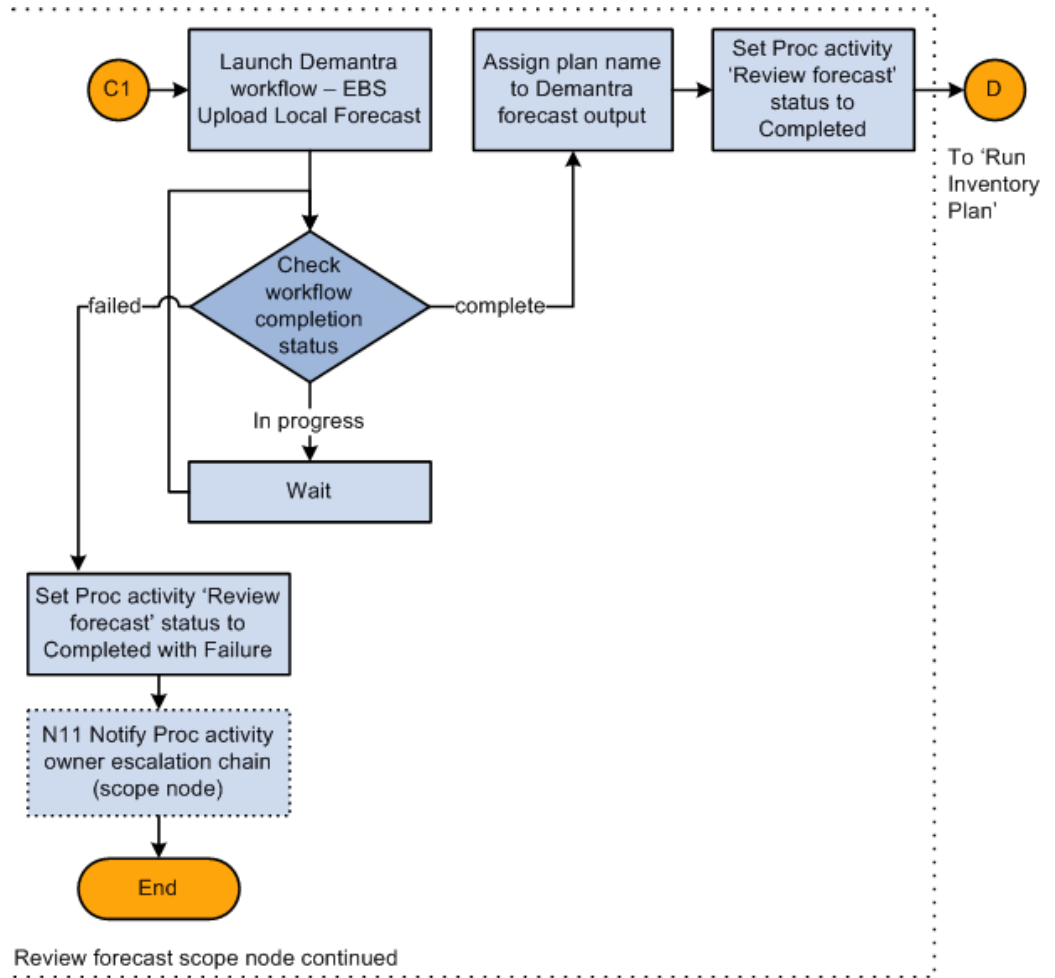 C1
Launch Demantra
workflow – EBS
Upload Local Forecast
Assign plan name
to Demantra
forecast output
Set Proc activity
‘Review forecast’
status to
Completed
D
To ‘Run
Inventory
Plan’
Check
workflow
completion
status
failed
complete
In progress
Wait
Set Proc activity ‘Review
forecast’ status to
Completed with Failure
N11 Notify Proc activity
owner escalation chain
(scope node)
End
Review forecast scope node continued